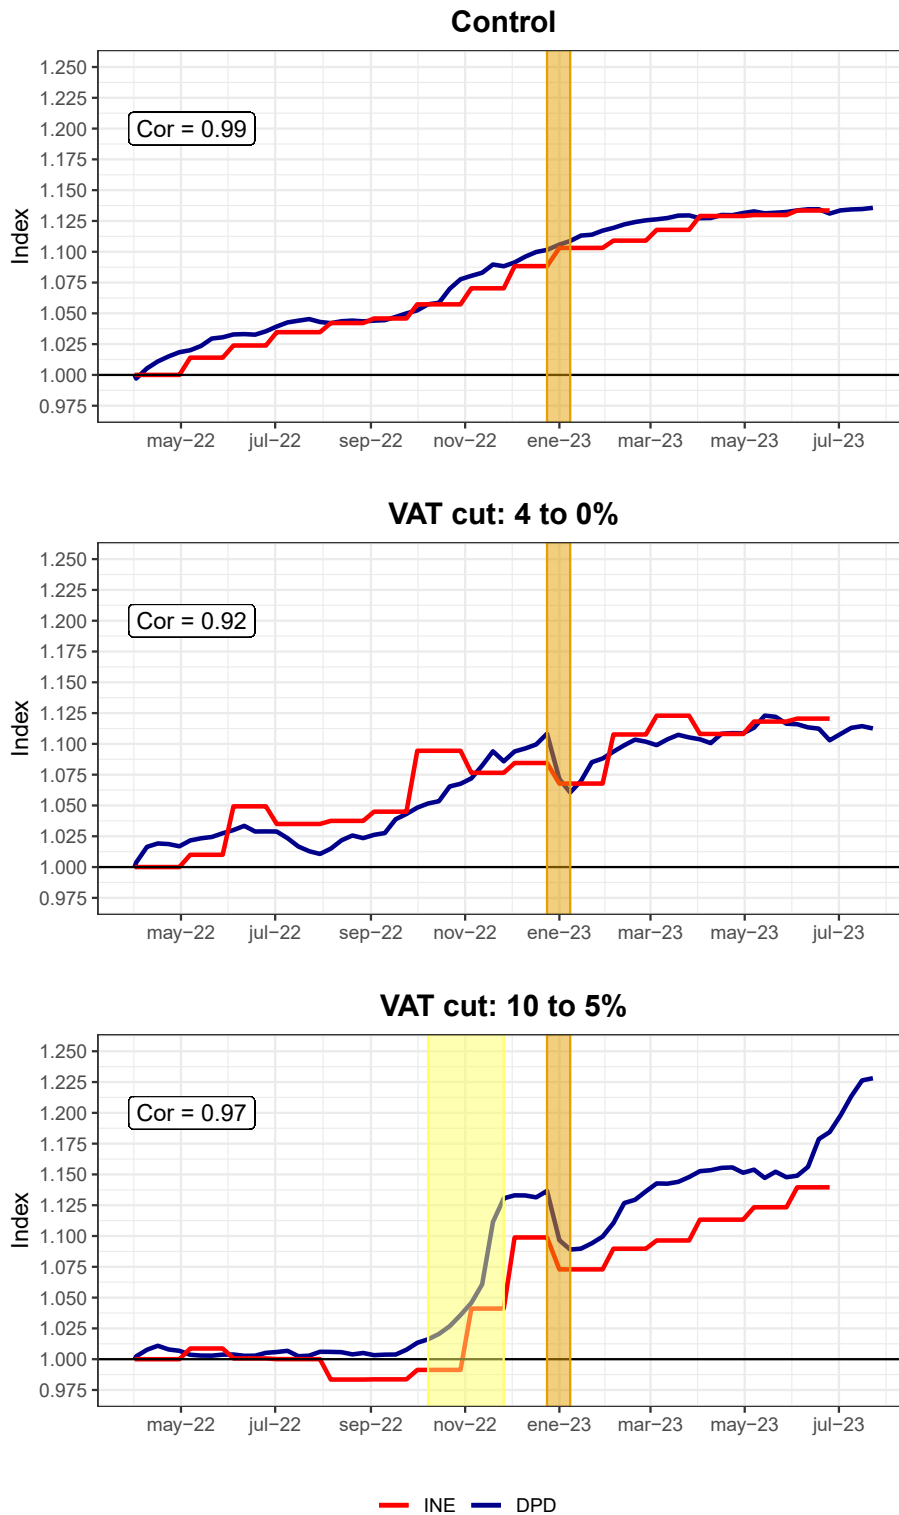 Control
1.250
1.225
1.200
1.175
1.150
1.125
1.100
1.075
1.050
1.025
1.000
0.975
Index
Cor = 0.99
may−22 jul−22 sep−22 nov−22 ene−23 mar−23 may−23 jul−23
VAT cut: 4 to 0%
1.250
1.225
1.200
1.175
1.150
1.125
1.100
1.075
1.050
1.025
1.000
0.975
Index
Cor = 0.92
may−22 jul−22 sep−22 nov−22 ene−23 mar−23 may−23 jul−23
VAT cut: 10 to 5%
1.250
1.225
1.200
1.175
1.150
1.125
1.100
1.075
1.050
1.025
1.000
0.975
Index
Cor = 0.97
may−22 jul−22 sep−22 nov−22 ene−23 mar−23 may−23 jul−23
INE DPD